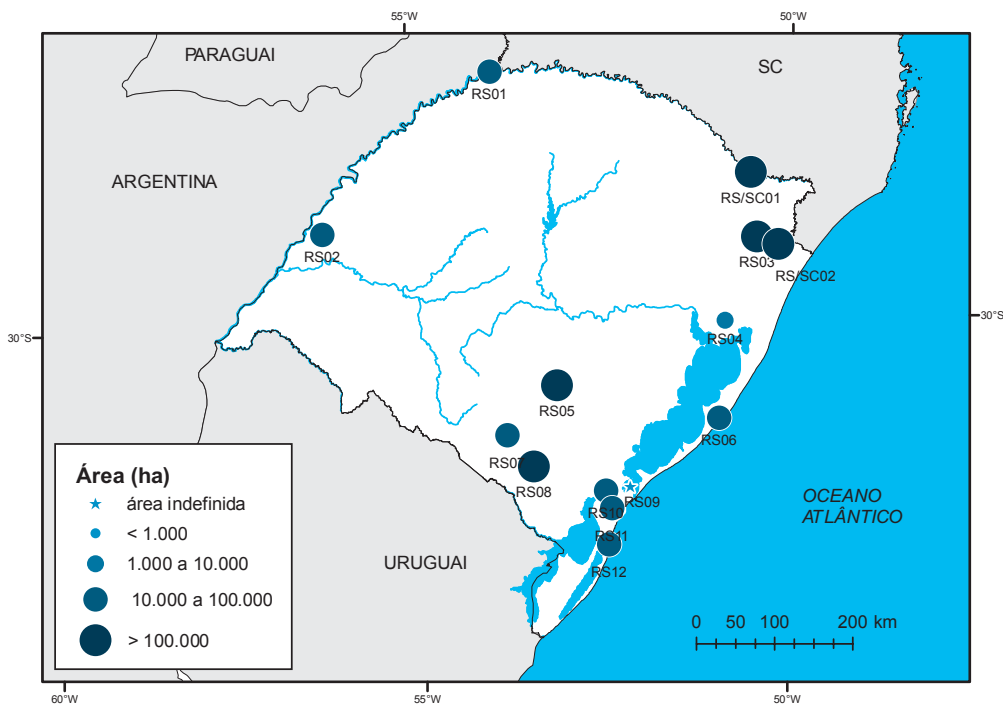 55°W
50°W
PARAGUAI
SC
RS01
ARGENTINA
RS/SC01
RS02
RS03
RS/SC02
30°S
30°S
RS04
RS05
RS06
RS07
RS08
Área (ha)
área indefinida
< 1.000
1.000 a 10.000
10.000 a 100.000
> 100.000
RS09
RS10
RS11
RS12
OCEANO
ATLÂNTICO
URUGUAI
0 50 100 200 km
60°W
55°W
50°W